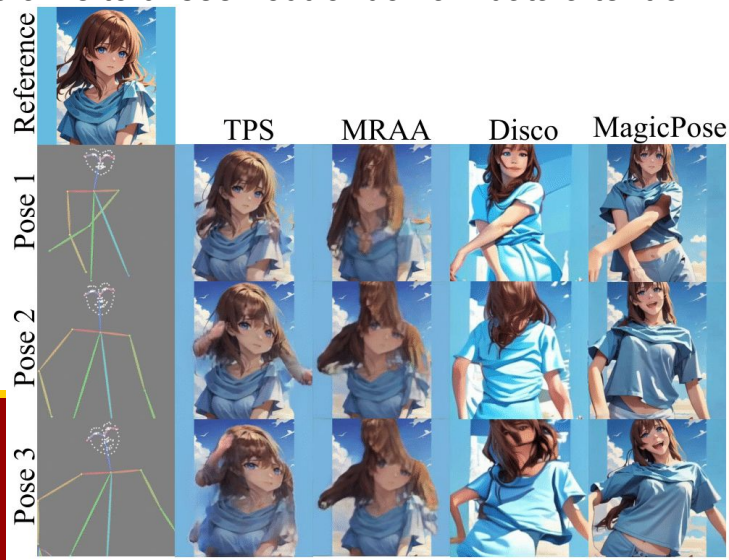 Reference
TPS MRAA Disco MagicPose
Pose 1
Pose 2
Pose 3